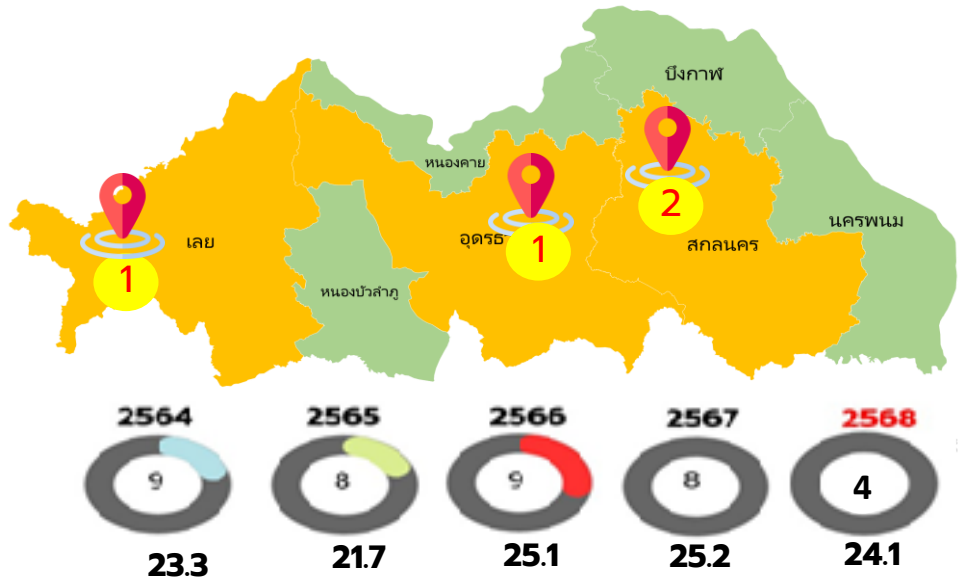 บึงกาฬ
หนองคาย
2
นครพนม
เลย
อุดรธ
1
สกลนคร
1
หนองบัวลำภู
2564 2565 2566 2567 2568
9 8 9 8 4
23.3 21.7 25.1 25.2 24.1